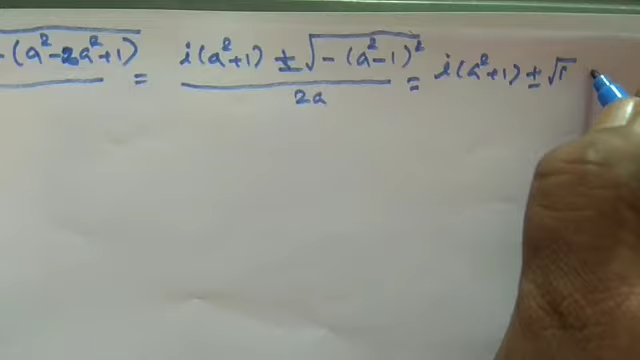 -(a²-2a²+1) = i(a²+1) ± √-(a²-1)² / 2a = i(a²+1) ± √i